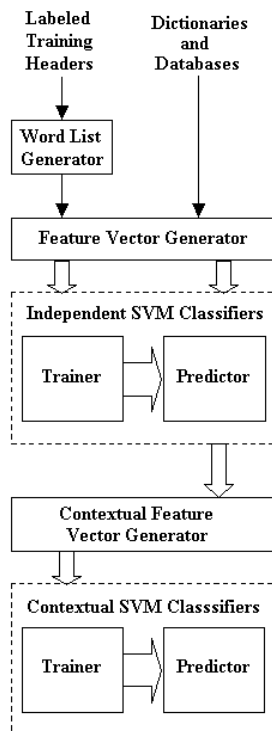 Labeled
Training
Headers
Dictionaries
and
Databases
Word List
Generator
Feature Vector Generator
Independent SVM Classifiers
Trainer
Predictor
Contextual Feature
Vector Generator
Contextual SVM Classsifiers
Trainer
Predictor